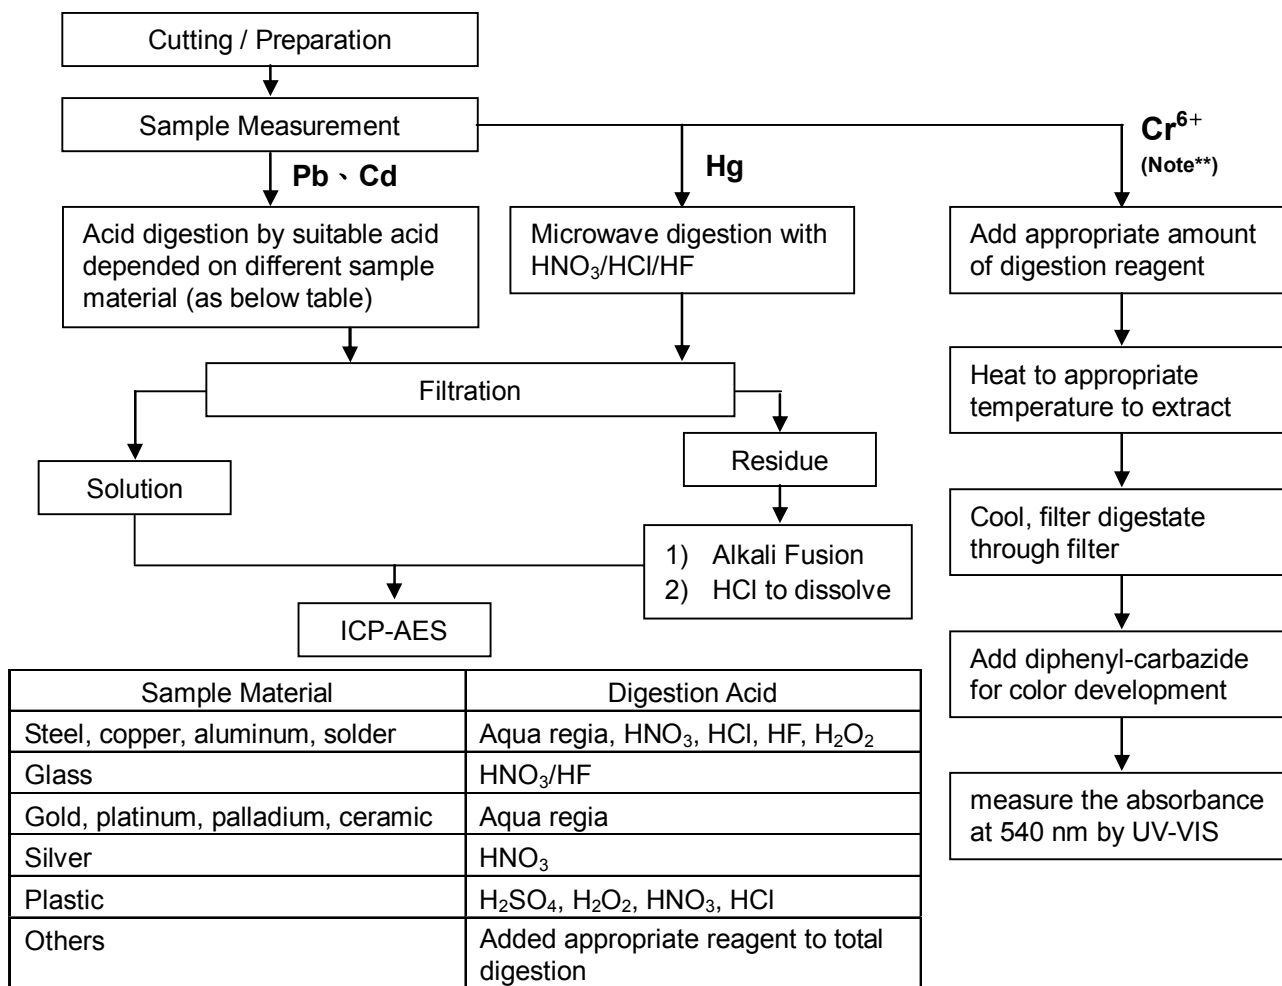 Cutting / Preparation
Sample Measurement
Pb、Cd
Hg
Cr⁶⁺
(Note**)
Acid digestion by suitable acid
depended on different sample
material (as below table)
Microwave digestion with
HNO₃/HCl/HF
Add appropriate amount
of digestion reagent
Filtration
Heat to appropriate
temperature to extract
Solution
Residue
Cool, filter digestate
through filter
1) Alkali Fusion
2) HCl to dissolve
ICP-AES
Add diphenyl-carbazide
for color development
measure the absorbance
at 540 nm by UV-VIS
Sample Material Digestion Acid
Steel, copper, aluminum, solder Aqua regia, HNO₃, HCl, HF, H₂O₂
Glass HNO₃/HF
Gold, platinum, palladium, ceramic Aqua regia
Silver HNO₃
Plastic H₂SO₄, H₂O₂, HNO₃, HCl
Others Added appropriate reagent to total
digestion